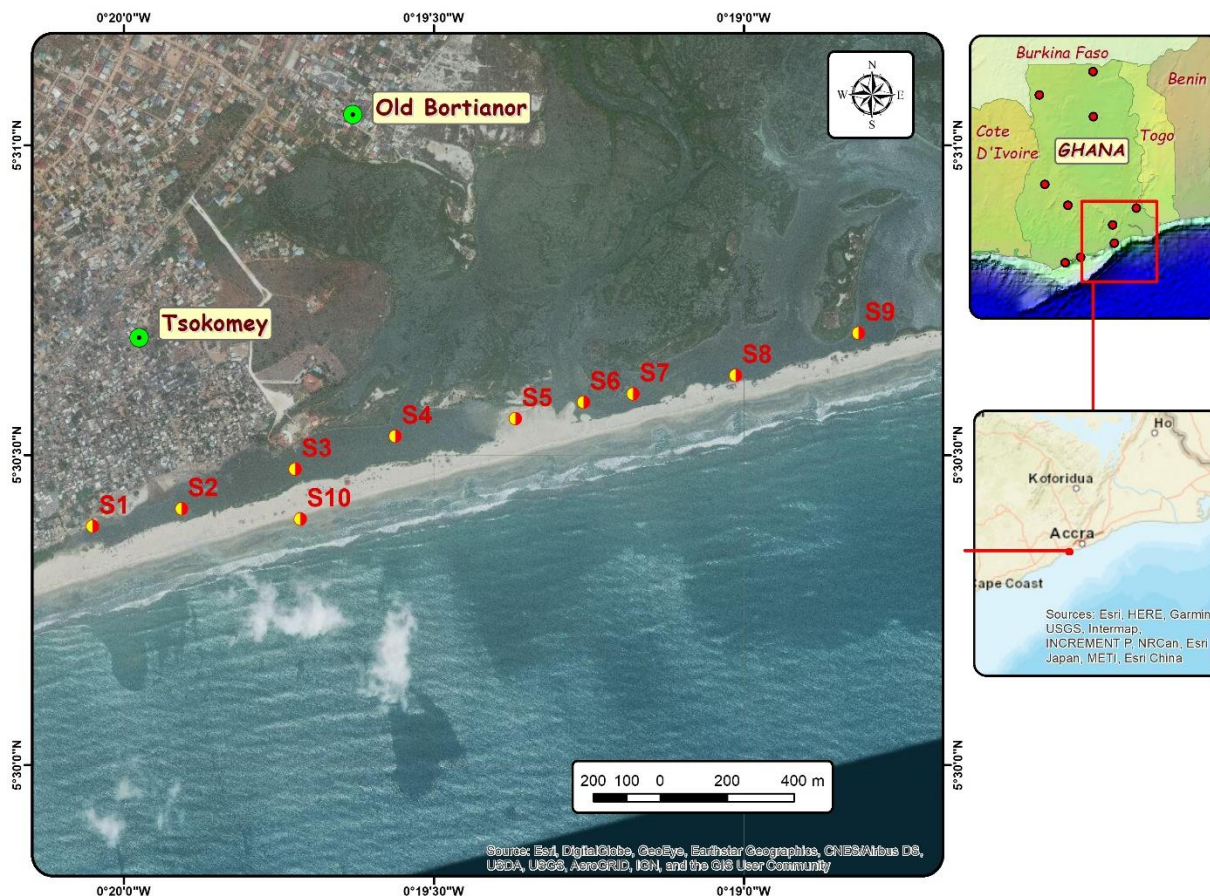 0°20'0"W
0°19'30"W
0°19'0"W
5°31'0"N
5°30'30"N
5°30'0"N
Old Bortianor
Tsokomey
N
W E
S
S1
S2
S3
S4
S5
S6
S7
S8
S9
S10
200 100 0 200 400 m
Source: Esri, DigitalGlobe, GeoEye, Earthstar Geographics, CNES/Airbus DS,
USDA, USGS, AeroGRID, IGN, and the GIS User Community
5°31'0"N
5°30'30"N
5°30'0"N
0°20'0"W
0°19'30"W
0°19'0"W
Burkina Faso
Benin
Cote
D'Ivoire
Togo
GHANA
Ho
Koforidua
Accra
Cape Coast
Sources: Esri, HERE, Garmin
USGS, Intermap,
INCREMENT P, NRCan, Esri
Japan, METI, Esri China